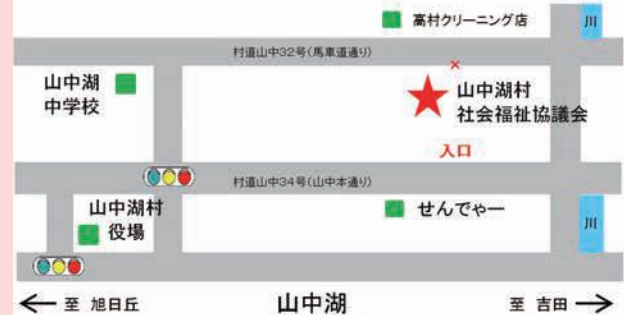 高村クリーニング店
川
村道山中32号(馬車道通り)
×
山中湖
中学校
山中湖村
社会福祉協議会
入口
村道山中34号(山中本通り)
山中湖村
役場
せんでゃー
川
至 旭日丘
山中湖
至 吉田